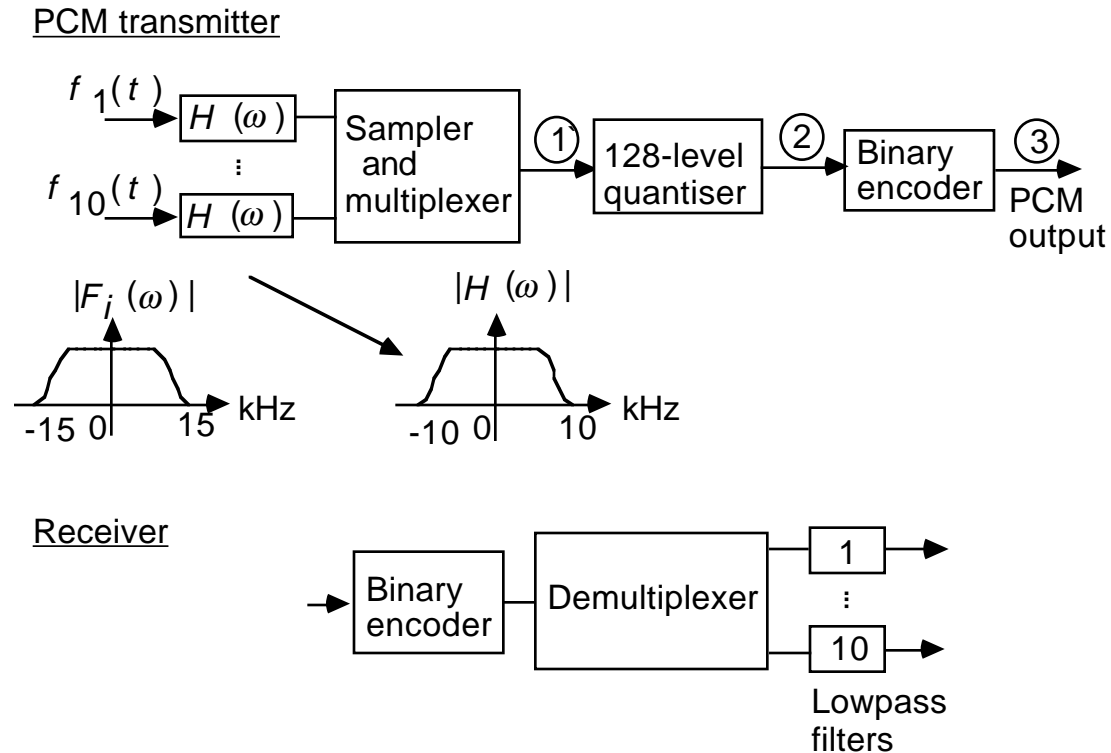 PCM transmitter
f 1(t)
H (ω)
f 10(t)
H (ω)
Sampler
and
multiplexer
1`
128-level
quantiser
2
Binary
encoder
3
PCM
output
|Fi (ω)|
-15 0 15 kHz
|H (ω)|
-10 0 10 kHz
Receiver
Binary
encoder
Demultiplexer
1
10
Lowpass
filters